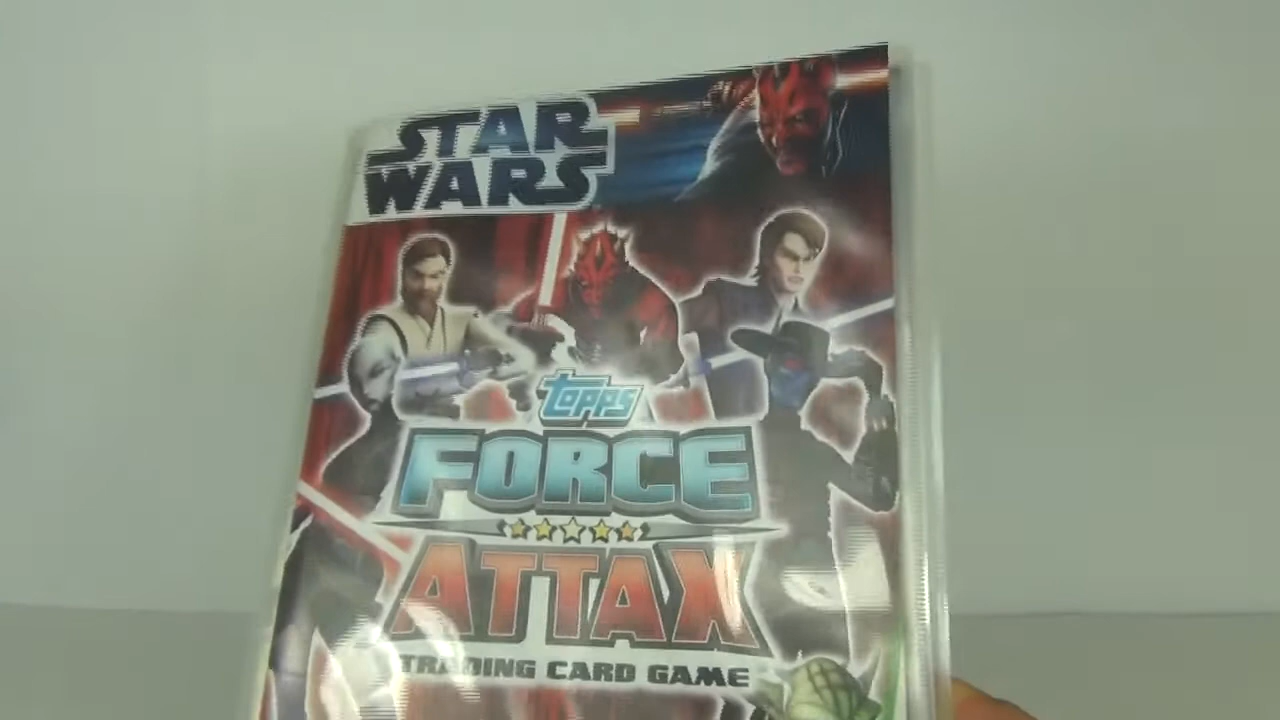 STAR
WARS
TOPPS
FORCE
ATTAX
TRADING CARD GAME